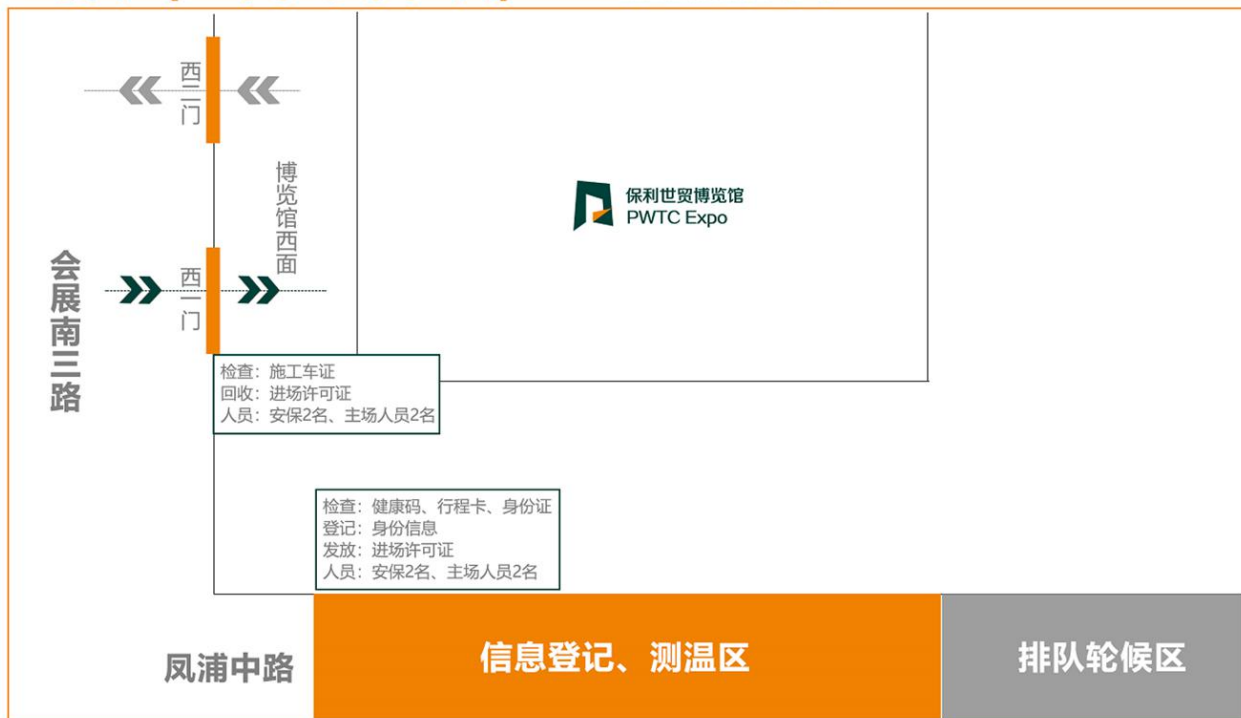 西二门
博览馆西面
保利世贸博览馆
PWTC Expo
会展南三路
西一门
检查：施工车证
回收：进场许可证
人员：安保2名、主场人员2名
检查：健康码、行程卡、身份证
登记：身份信息
发放：进场许可证
人员：安保2名、主场人员2名
凤浦中路
信息登记、测温区
排队轮候区